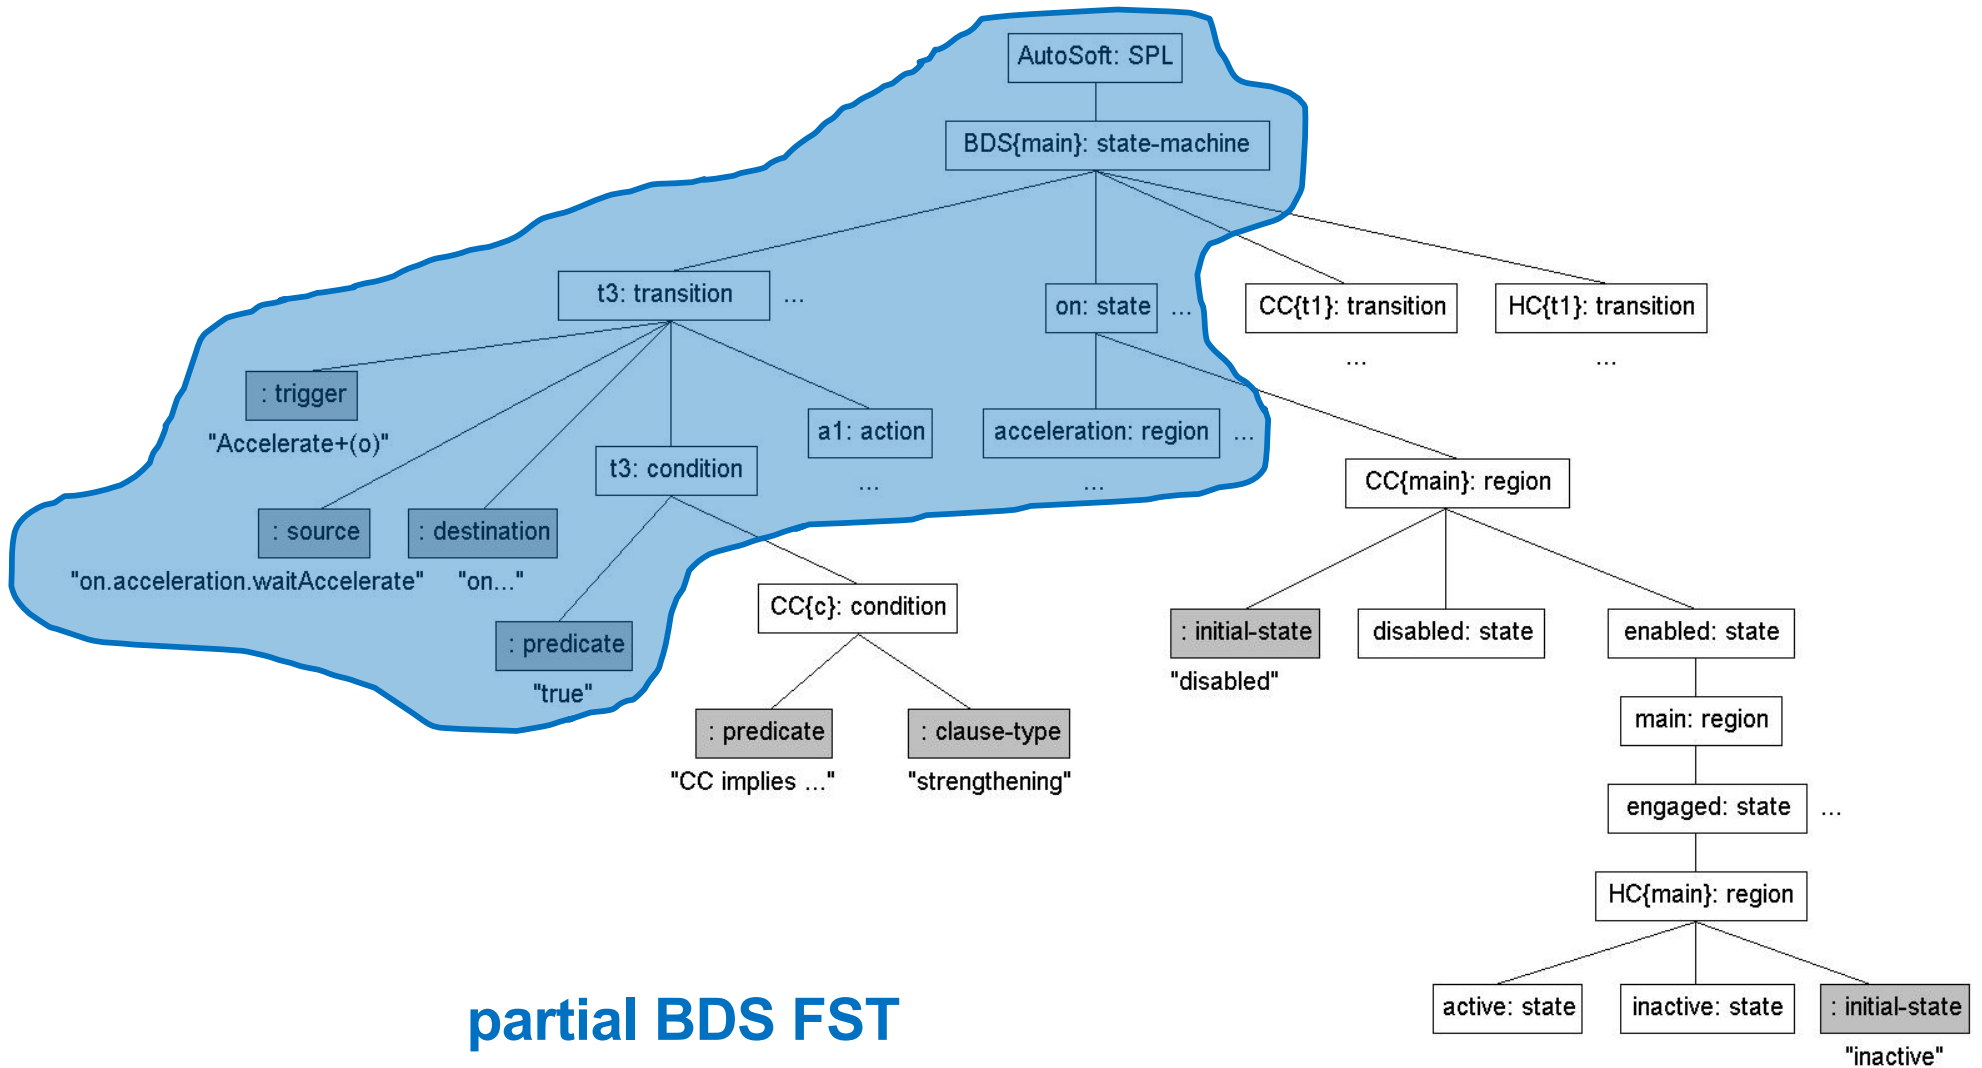 AutoSoft: SPL
BDS{main}: state-machine
t3: transition
...
on: state
...
CC{t1}: transition
...
HC{t1}: transition
...
: trigger
"Accelerate+(o)"
a1: action
...
acceleration: region
...
...
t3: condition
CC{main}: region
: source
"on.acceleration.waitAccelerate"
: destination
"on..."
CC{c}: condition
: predicate
"true"
: initial-state
"disabled"
disabled: state
enabled: state
: predicate
"CC implies ..."
: clause-type
"strengthening"
main: region
engaged: state
...
HC{main}: region
active: state
inactive: state
: initial-state
"inactive"
partial BDS FST